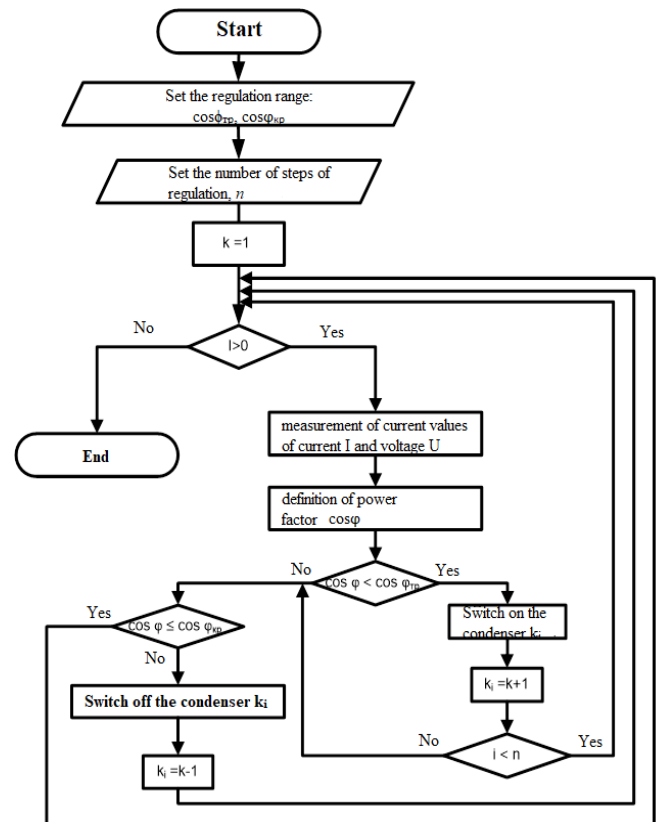 Start
Set the regulation range:
cosϕтр, cosφкр
Set the number of steps of
regulation, n
k =1
No
Yes
I>0
End
measurement of current values
of current I and voltage U
definition of power
factor cosφ
No
Yes
cos φ < cos φтр
Yes
cos φ ≤ cos φкр
No
Switch on the
condenser ki
Switch off the condenser ki
ki =k+1
ki =k-1
No
i < n
Yes